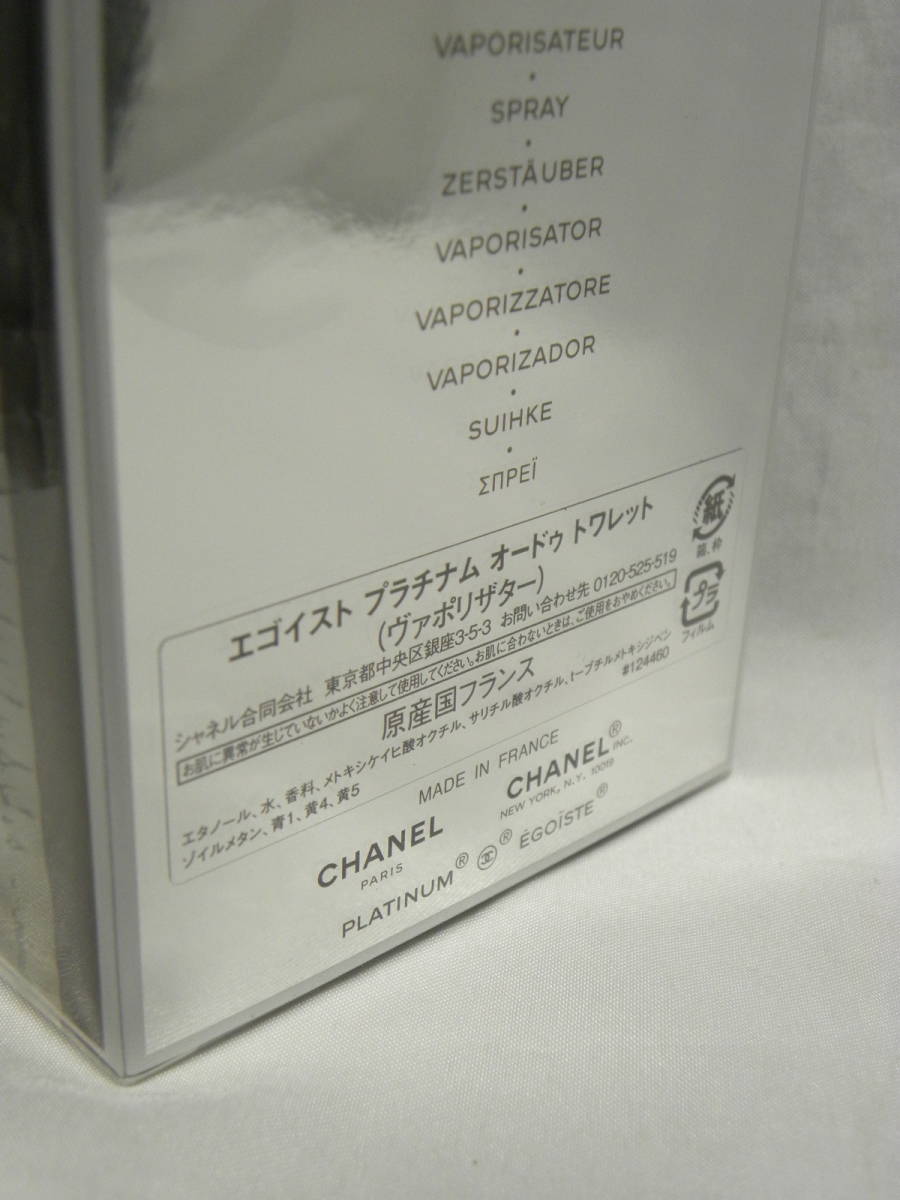 VAPORISATEUR
•
SPRAY
•
ZERSTÄUBER
•
VAPORISATOR
•
VAPORIZZATORE
•
VAPORIZADOR
•
SUIHKE
•
ΣΠΡΕΪ
エゴイスト プラチナム オードゥ トワレット
(ヴァポリザター)
シャネル合同会社 東京都中央区銀座3-5-3 お問い合わせ先 0120-525-519
お肌に異常が生じていないかよく注意して使用してください。お肌に合わないときは、ご使用をおやめください。
原産国フランス
エタノール、水、香料、メトキシケイヒ酸オクチル、サリチル酸オクチル、t-ブチルメトキシジベン
ゾイルメタン、青1、黄4、黄5
#124460
紙
箱、枠
プラ
フィルム
MADE IN FRANCE
CHANEL
PARIS
CHANEL® INC.
NEW YORK, N.Y. 10019
PLATINUM® ® ÉGOÏSTE®